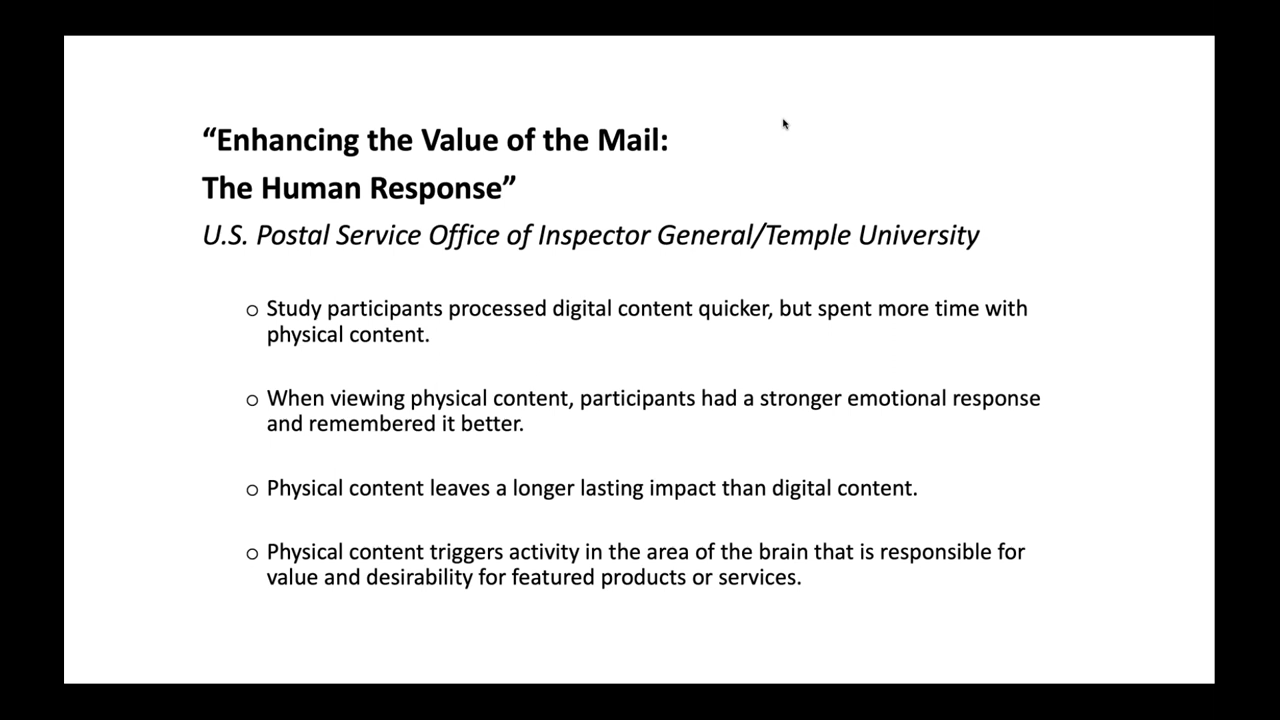 “Enhancing the Value of the Mail:
The Human Response”
U.S. Postal Service Office of Inspector General/Temple University
o Study participants processed digital content quicker, but spent more time with
physical content.
o When viewing physical content, participants had a stronger emotional response
and remembered it better.
o Physical content leaves a longer lasting impact than digital content.
o Physical content triggers activity in the area of the brain that is responsible for
value and desirability for featured products or services.